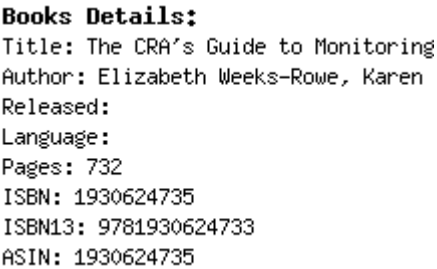 Books Details:
Title: The CRA's Guide to Monitoring
Author: Elizabeth Weeks-Rowe, Karen
Released:
Language:
Pages: 732
ISBN: 1930624735
ISBN13: 9781930624733
ASIN: 1930624735